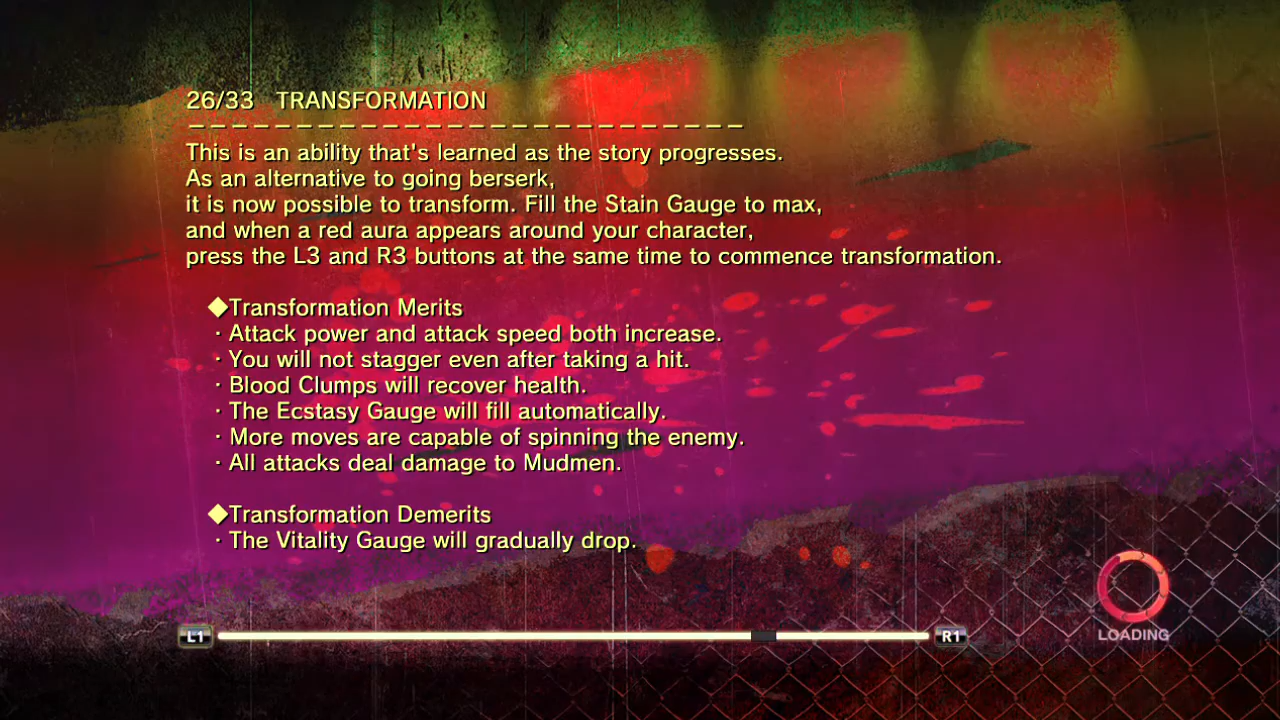 26/33 TRANSFORMATION
This is an ability that's learned as the story progresses.
As an alternative to going berserk,
it is now possible to transform. Fill the Stain Gauge to max,
and when a red aura appears around your character,
press the L3 and R3 buttons at the same time to commence transformation.
◆Transformation Merits
· Attack power and attack speed both increase.
· You will not stagger even after taking a hit.
· Blood Clumps will recover health.
· The Ecstasy Gauge will fill automatically.
· More moves are capable of spinning the enemy.
· All attacks deal damage to Mudmen.
◆Transformation Demerits
· The Vitality Gauge will gradually drop.
L1 R1
LOADING